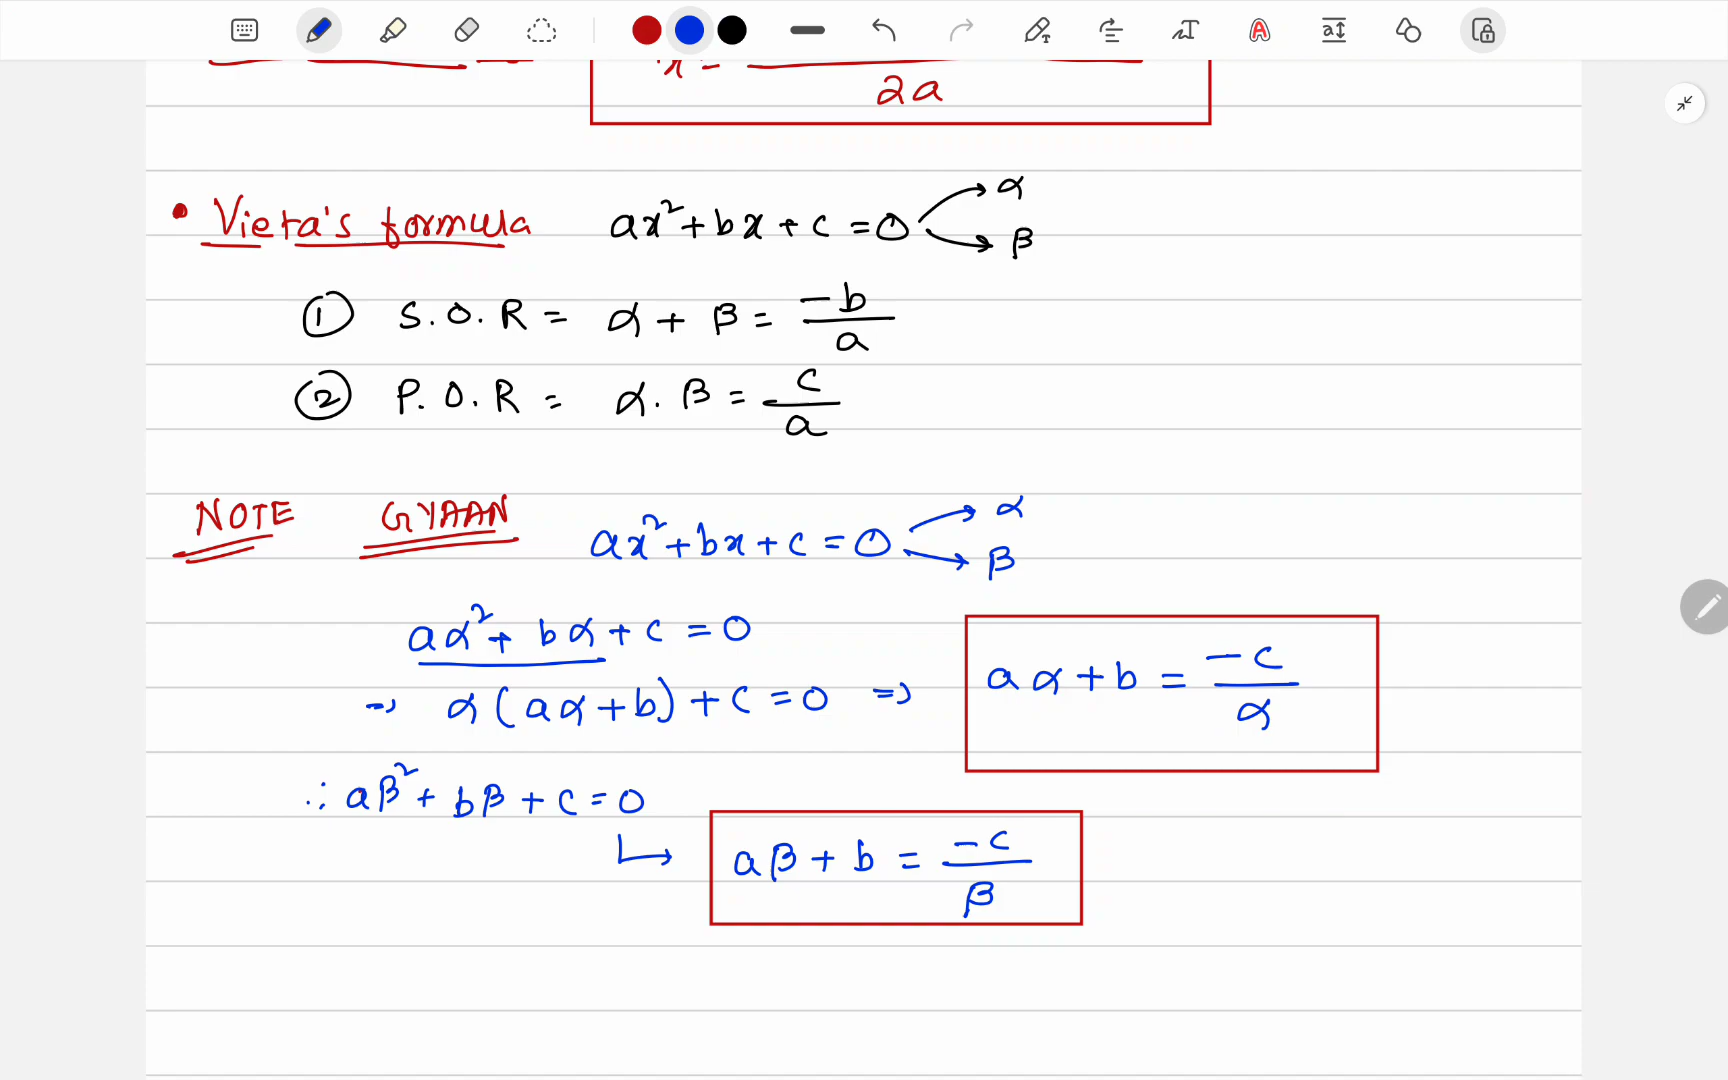 x =
2a
• Vieta's formula ax² + bx + c = 0 → α → β
① S.O.R = α + β = -b/a
② P.O.R = α . β = c/a
NOTE GYAAN ax² + bx + c = 0 → α → β
aα² + bα + c = 0
⇒ α(aα + b) + c = 0 ⇒ aα + b = -c/α
∴ aβ² + bβ + c = 0
↳ aβ + b = -c/β